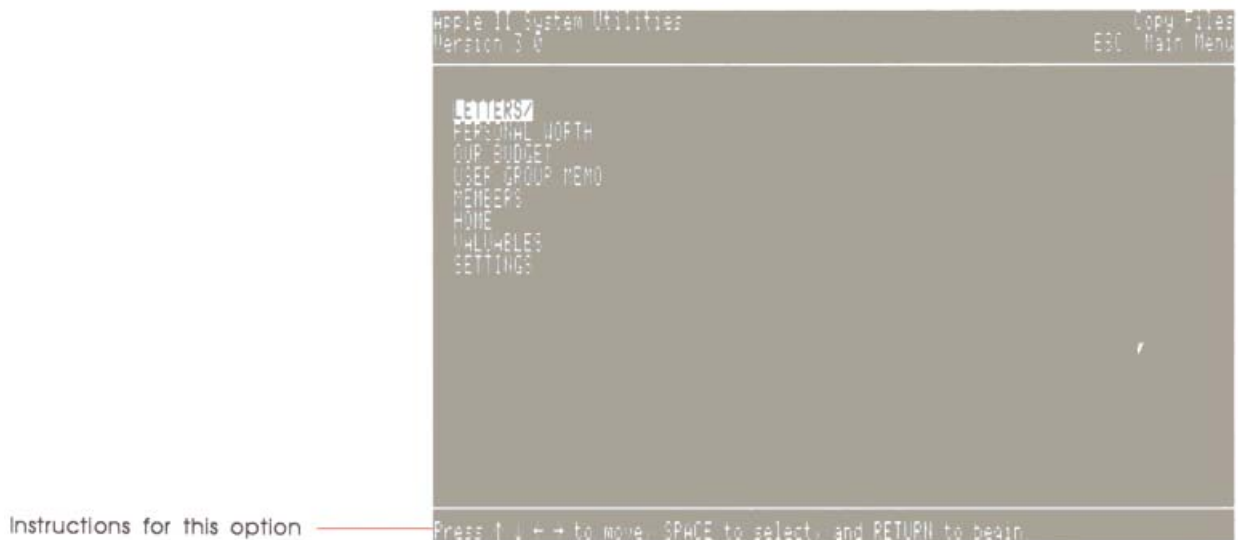 Apple II System Utilities
Version 3.0
Copy Files
ESC: Main Menu
LETTERS/
PERSONAL WORTH
OUR BUDGET
USER GROUP MEMO
MEMBERS
HOME
VALUABLES
SETTINGS
Instructions for this option
Press ↑ ↓ ← → to move, SPACE to select, and RETURN to begin